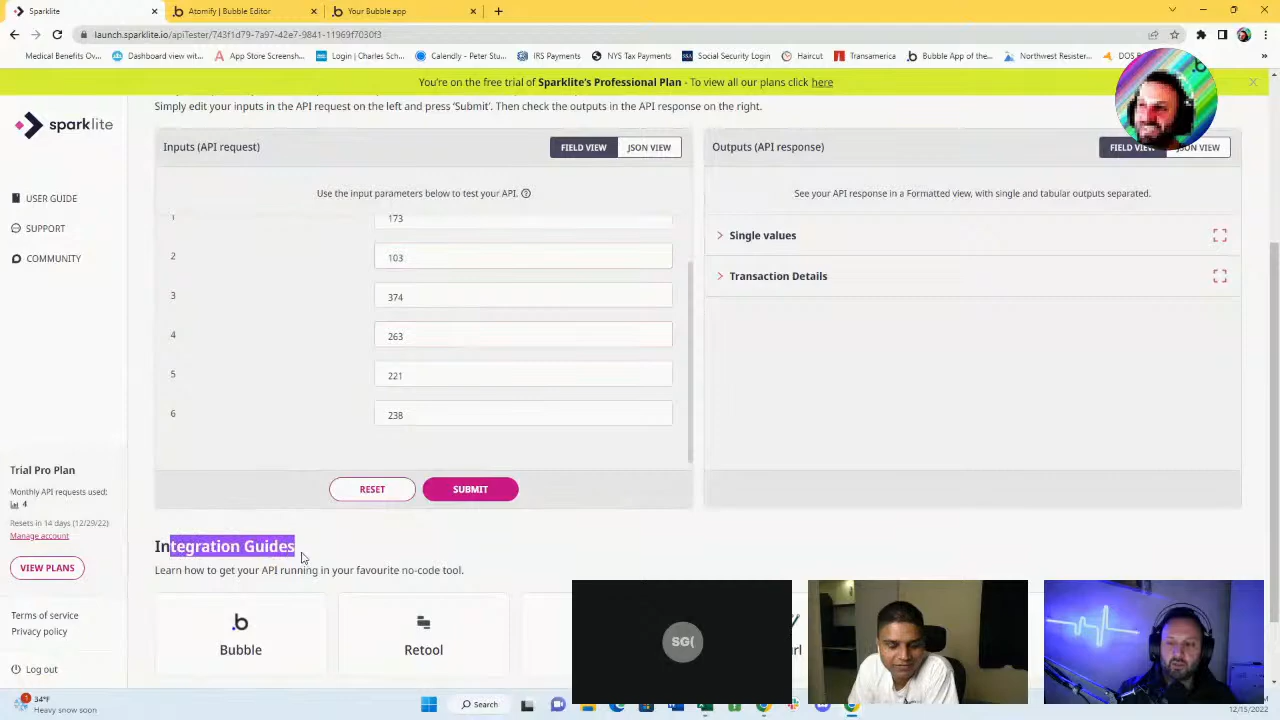 Sparklite
Atomify | Bubble Editor
Your Bubble app
launch.sparklite.io/apiTester/743f1d79-7a97-42e7-9841-11969f7030f3
Medical Benefits Ov...
Dashboard view wit...
App Store Screensh...
Login | Charles Sch...
Calendly - Peter Am...
IRS Payments
NYS Tax Payments
Social Security Login
Haircut
Transamerica
Bubble App of the...
Northwest Register...
You're on the free trial of Sparklite's Professional Plan - To view all our plans click here
sparklite
USER GUIDE
SUPPORT
COMMUNITY
Trial Pro Plan
Monthly API requests used:
4
Resets in 14 days (12/29/22)
Manage account
VIEW PLANS
Terms of service
Privacy policy
Log out
Simply edit your inputs in the API request on the left and press 'Submit'. Then check the outputs in the API response on the right.
Inputs (API request)
FIELD VIEW
JSON VIEW
Use the input parameters below to test your API.
1 173
2 103
3 374
4 263
5 221
6 238
RESET
SUBMIT
Outputs (API response)
FIELD VIEW
JSON VIEW
See your API response in a Formatted view, with single and tabular outputs separated.
Single values
Transaction Details
Integration Guides
Learn how to get your API running in your favourite no-code tool.
Bubble
Retool
url
SG(
34°F
Heavy snow soon
Search
12/15/2022